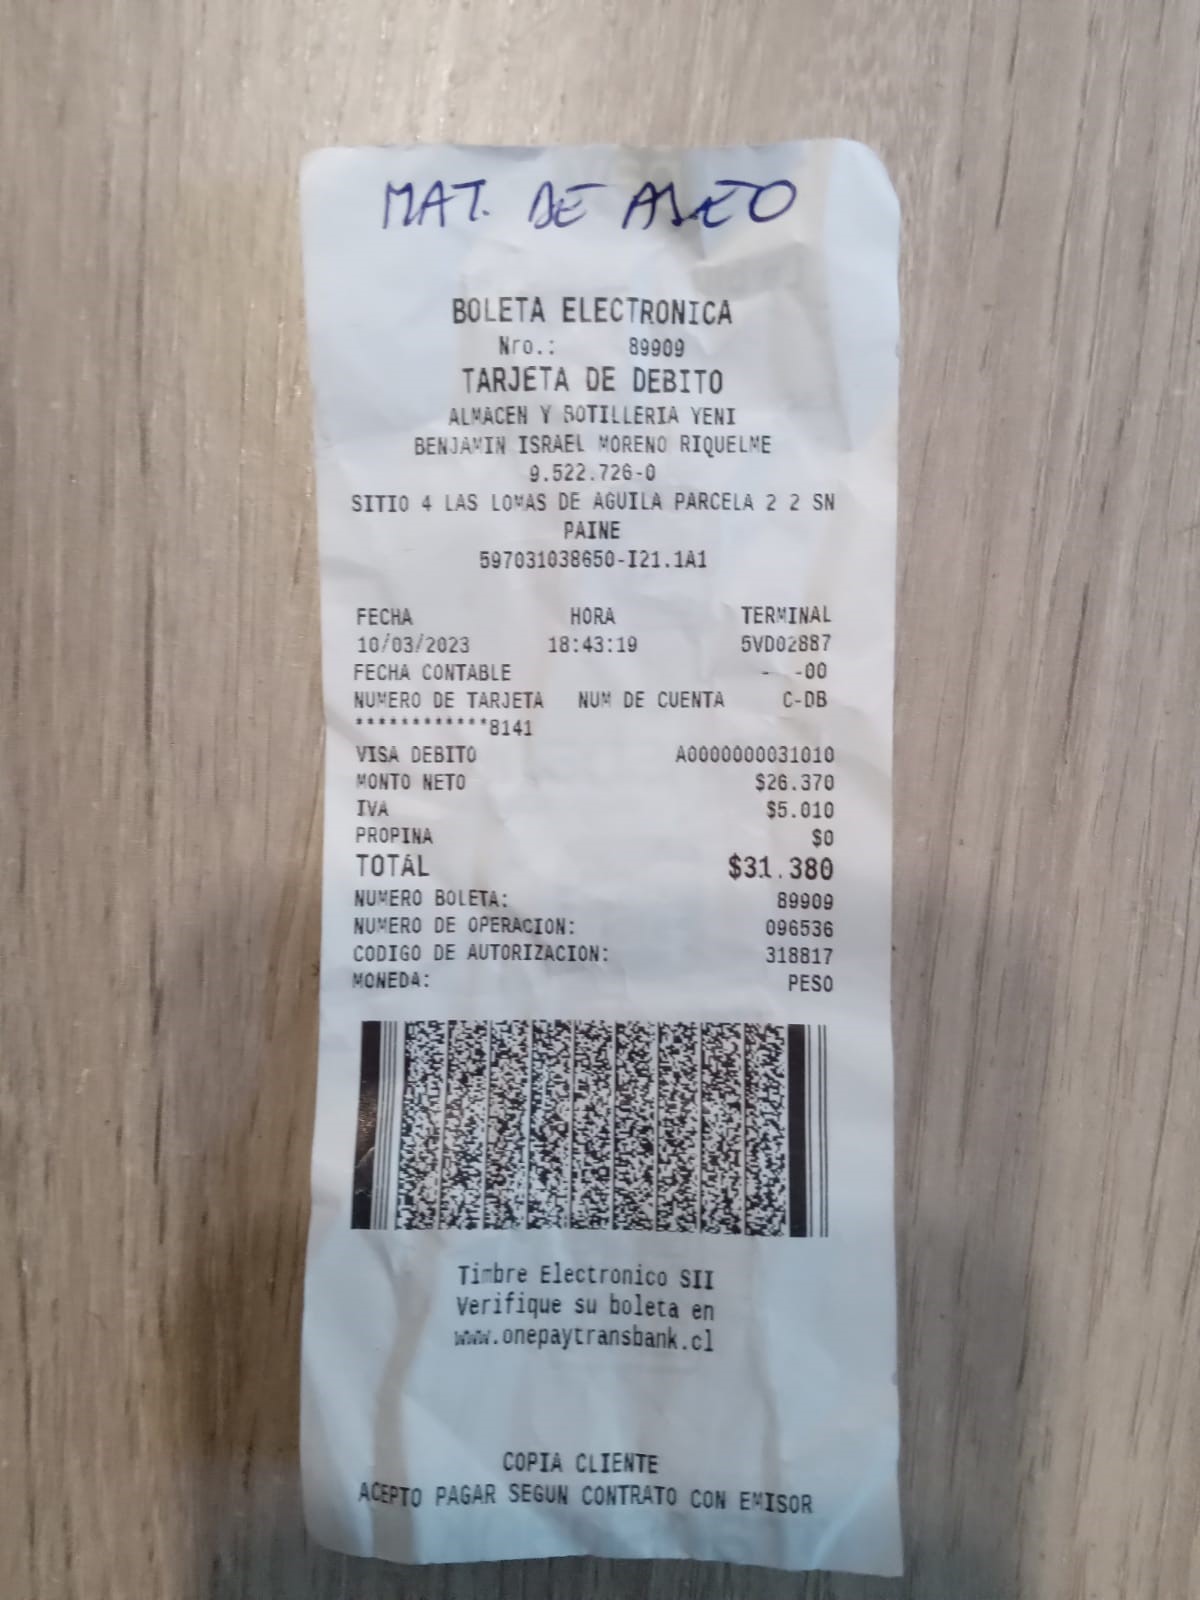 MAT. DE ASEO
BOLETA ELECTRONICA
Nro.: 89909
TARJETA DE DEBITO
ALMACEN Y BOTILLERIA YENI
BENJAMIN ISRAEL MORENO RIQUELME
9.522.726-0
SITIO 4 LAS LOMAS DE AGUILA PARCELA 2 2 SN
PAINE
597031038650-I21.1A1
FECHA HORA TERMINAL
10/03/2023 18:43:19 5VD02887
FECHA CONTABLE - -00
NUMERO DE TARJETA NUM DE CUENTA C-DB
************8141
VISA DEBITO A0000000031010
MONTO NETO $26.370
IVA $5.010
PROPINA $0
TOTAL $31.380
NUMERO BOLETA: 89909
NUMERO DE OPERACION: 096536
CODIGO DE AUTORIZACION: 318817
MONEDA: PESO
Timbre Electronico SII
Verifique su boleta en
www.onepaytransbank.cl
COPIA CLIENTE
ACEPTO PAGAR SEGUN CONTRATO CON EMISOR